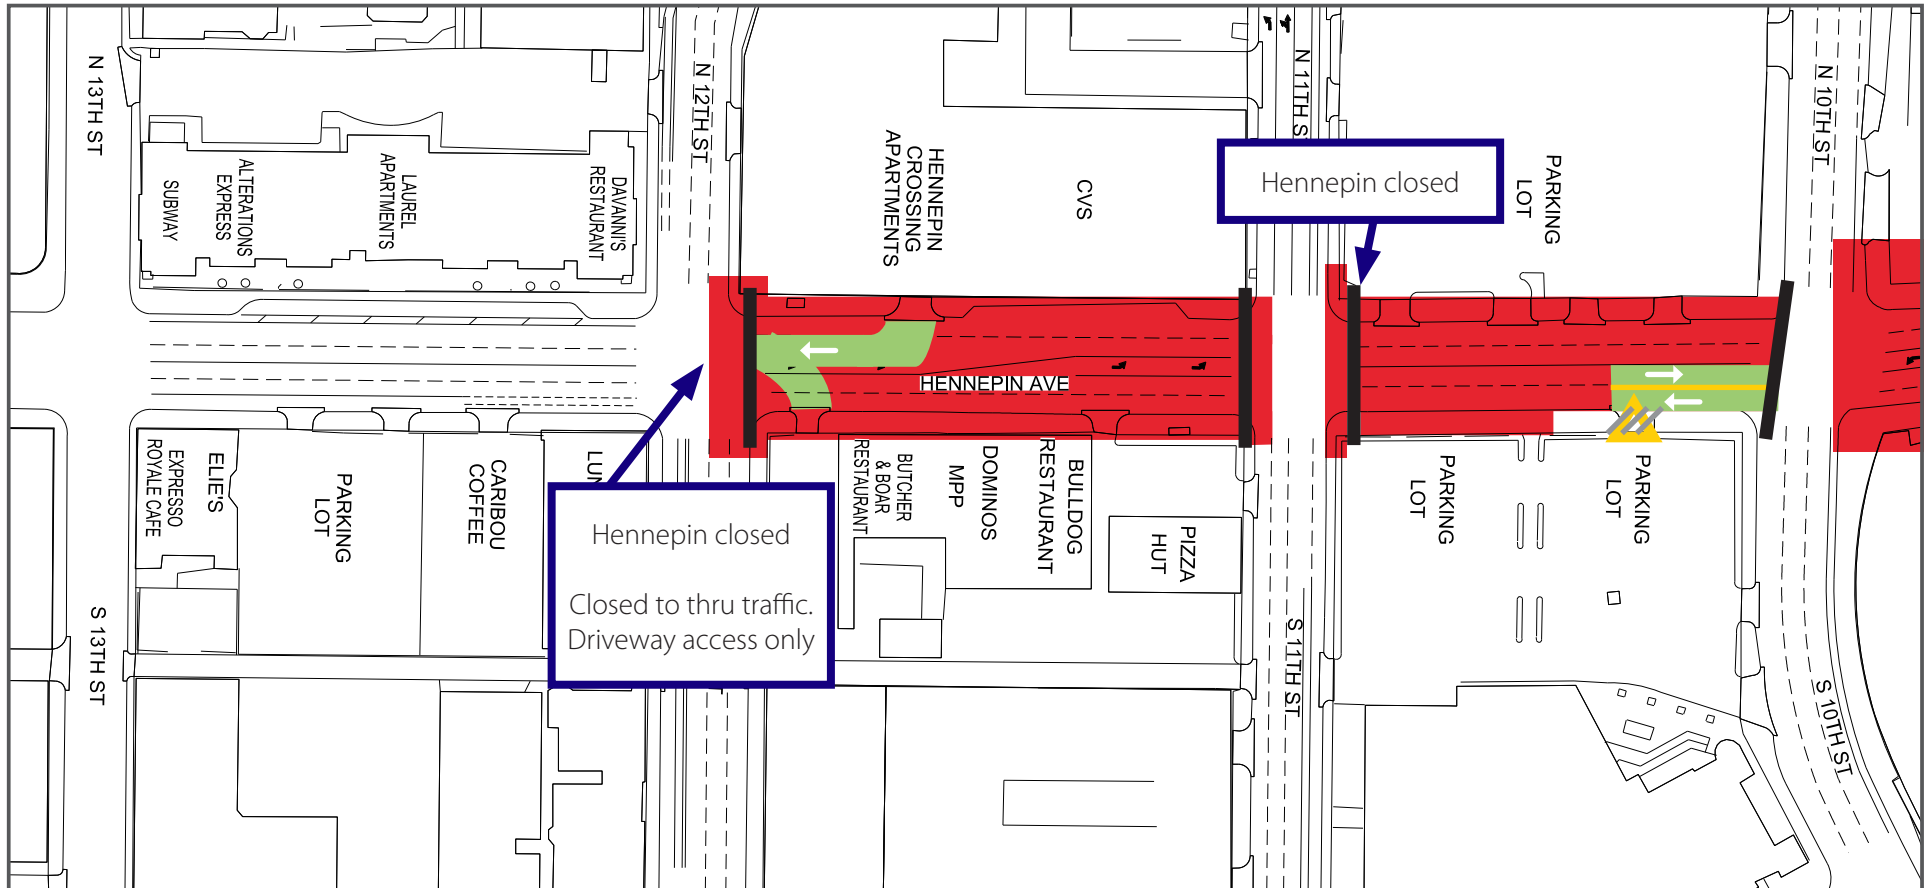 N 13TH ST
N 12TH ST
N 11TH S
N 10TH ST
SUBWAY
ALTERATIONS
EXPRESS
LAUREL
APARTMENTS
DAVANNI'S
RESTAURANT
HENNEPIN
CROSSING
APARTMENTS
CVS
Hennepin closed
PARKING
LOT
HENNEPIN AVE
ELIE'S
EXPRESSO
ROYALE CAFE
PARKING
LOT
CARIBOU
COFFEE
LUN
Hennepin closed
Closed to thru traffic.
Driveway access only
BUTCHER
& BOAR
RESTAURANT
MPP
DOMINOS
BULLDOG
RESTAURANT
PIZZA
HUT
PARKING
LOT
PARKING
LOT
S 13TH ST
S 11TH ST
S 10TH ST